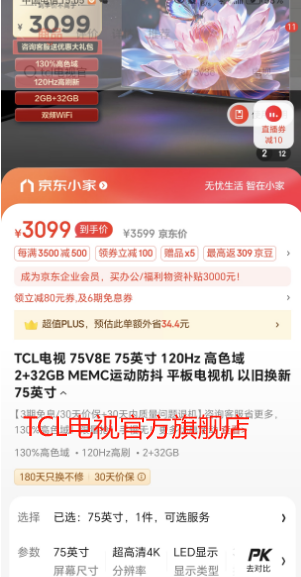 ¥
3099
咨询客服送优惠大礼包
130%高色域
120Hz高刷新
2GB+32GB
双频WiFi
11
直播券
减10
2 12
京东小家
无忧生活 智在小家
¥3099 到手价 ¥3599 京东价
每满3500减500 领券立减100 赠品x5 最高返309京豆
成为京东企业会员，买办公/福利物资补贴3000元！
领立减80元券,及6期免息券
超值PLUS，预估此单额外省34.4元
TCL电视 75V8E 75英寸 120Hz 高色域
2+32GB MEMC运动防抖 平板电视机 以旧换新
75英寸
TCL电视官方旗舰店
130%高色域・120Hz高刷・2+32GB
180天只换不修 30天价保
选择 已选：75英寸，1件，可选服务
参数 75英寸 超高清4K LED显示
屏幕尺寸 分辨率 显示类型
PK
去对比